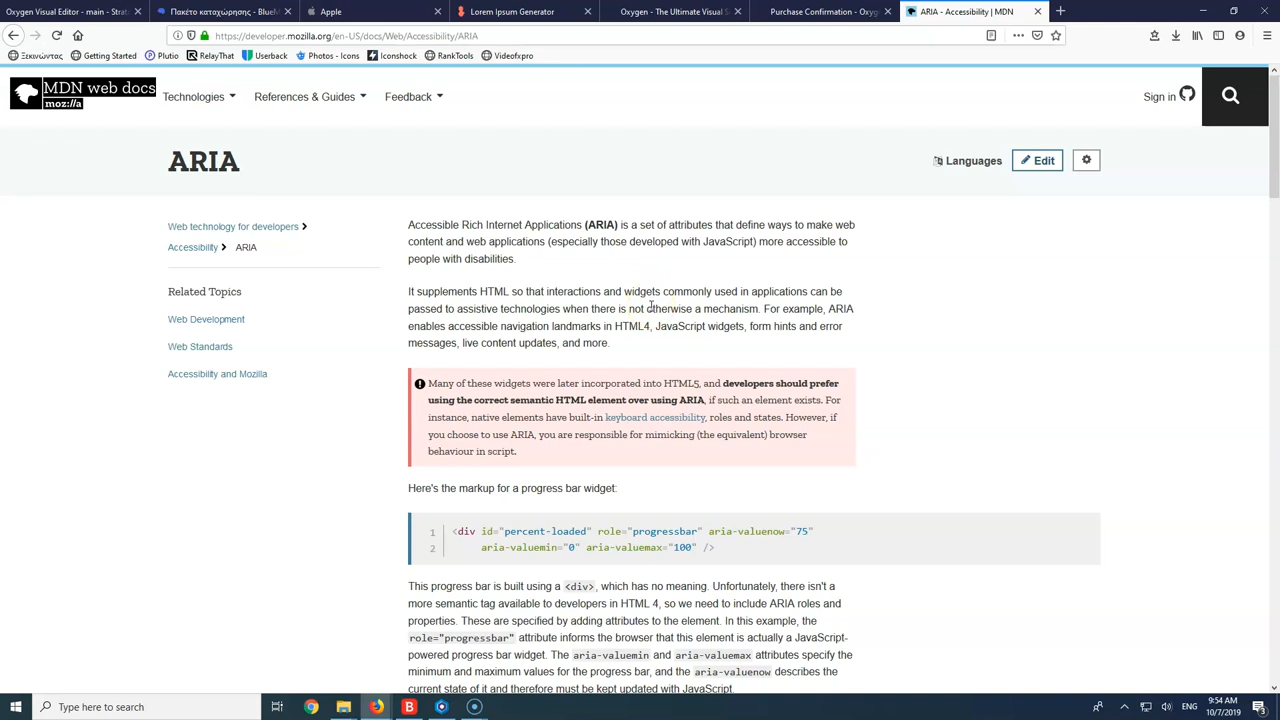 Oxygen Visual Editor - main - Strate
Πακέτο καταχώρησης - BlueM
Apple
Lorem Ipsum Generator
Oxygen - The Ultimate Visual S
Purchase Confirmation - Oxygen
ARIA - Accessibility | MDN
https://developer.mozilla.org/en-US/docs/Web/Accessibility/ARIA
Ξεκινώντας
Getting Started
Plutio
RelayThat
Userback
Photos - Icons
Iconshock
RankTools
Videofxpro
MDN web docs
moz://a
Technologies
References & Guides
Feedback
Sign in
ARIA
Languages
Edit
Web technology for developers
Accessibility
ARIA
Related Topics
Web Development
Web Standards
Accessibility and Mozilla
Accessible Rich Internet Applications (ARIA) is a set of attributes that define ways to make web
content and web applications (especially those developed with JavaScript) more accessible to
people with disabilities.
It supplements HTML so that interactions and widgets commonly used in applications can be
passed to assistive technologies when there is not otherwise a mechanism. For example, ARIA
enables accessible navigation landmarks in HTML4, JavaScript widgets, form hints and error
messages, live content updates, and more.
Many of these widgets were later incorporated into HTML5, and developers should prefer
using the correct semantic HTML element over using ARIA, if such an element exists. For
instance, native elements have built-in keyboard accessibility, roles and states. However, if
you choose to use ARIA, you are responsible for mimicking (the equivalent) browser
behaviour in script.
Here's the markup for a progress bar widget:
1 <div id="percent-loaded" role="progressbar" aria-valuenow="75"
2 aria-valuemin="0" aria-valuemax="100" />
This progress bar is built using a <div>, which has no meaning. Unfortunately, there isn't a
more semantic tag available to developers in HTML 4, so we need to include ARIA roles and
properties. These are specified by adding attributes to the element. In this example, the
role="progressbar" attribute informs the browser that this element is actually a JavaScript-
powered progress bar widget. The aria-valuemin and aria-valuemax attributes specify the
minimum and maximum values for the progress bar, and the aria-valuenow describes the
current state of it and therefore must be kept updated with JavaScript.
Type here to search
ENG
9:54 AM
10/7/2019
3